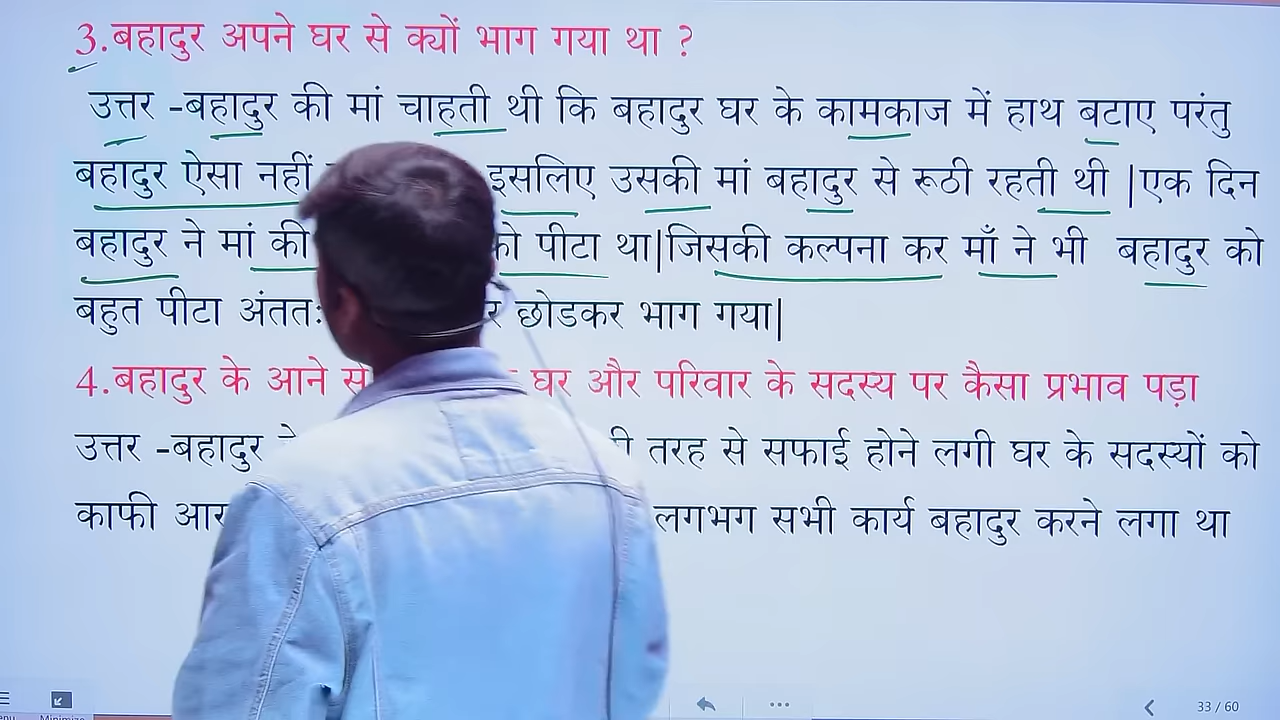 3.बहादुर अपने घर से क्यों भाग गया था ?
उत्तर -बहादुर की मां चाहती थी कि बहादुर घर के कामकाज में हाथ बटाए परंतु
बहादुर ऐसा नहीं इसलिए उसकी मां बहादुर से रूठी रहती थी |एक दिन
बहादुर ने मां की को पीटा था|जिसकी कल्पना कर माँ ने भी बहादुर को
बहुत पीटा अंततः छोडकर भाग गया|
4.बहादुर के आने से घर और परिवार के सदस्य पर कैसा प्रभाव पड़ा
उत्तर -बहादुर तरह से सफाई होने लगी घर के सदस्यों को
काफी लगभग सभी कार्य बहादुर करने लगा था
Minimize
33 / 60